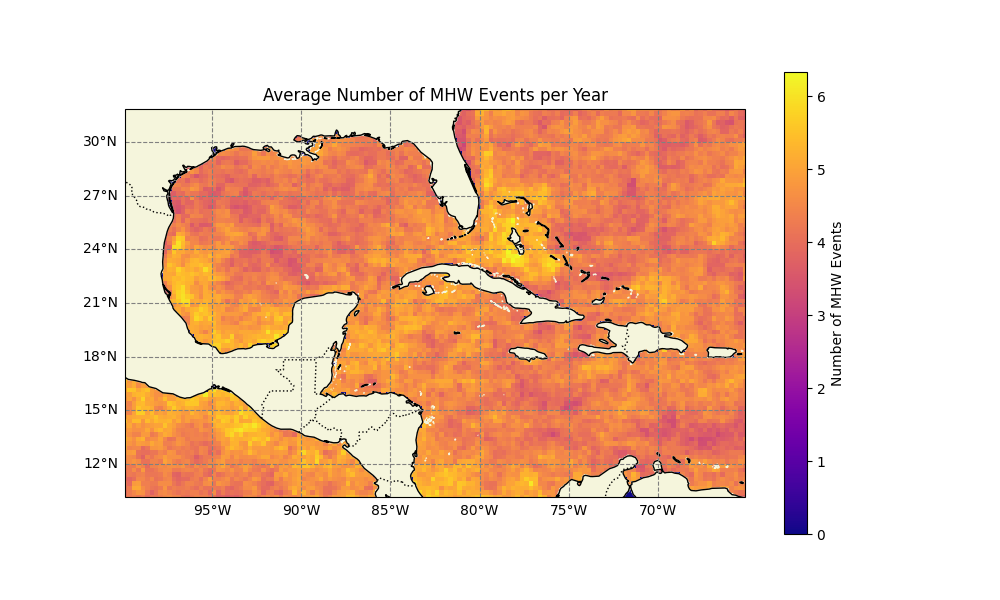 Average Number of MHW Events per Year
30°N
27°N
24°N
21°N
18°N
15°N
12°N
95°W
90°W
85°W
80°W
75°W
70°W
6
5
4
3
2
1
0
Number of MHW Events